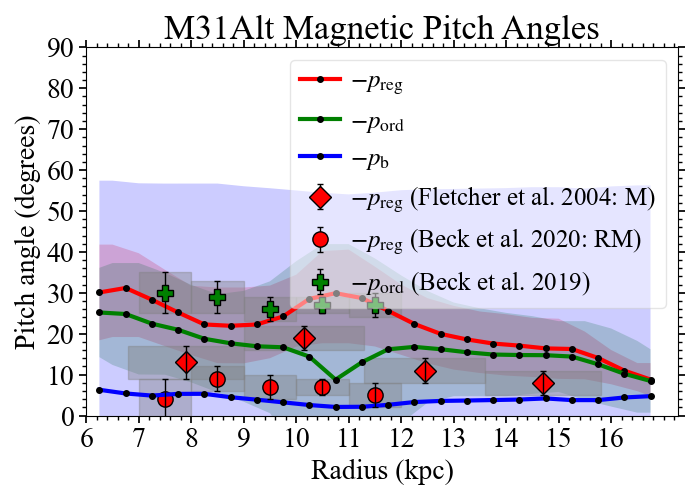 M31Alt Magnetic Pitch Angles
90
80
70
60
50
40
30
20
10
0
Pitch angle (degrees)
−p_reg
−p_ord
−p_b
−p_reg (Fletcher et al. 2004: M)
−p_reg (Beck et al. 2020: RM)
−p_ord (Beck et al. 2019)
6 7 8 9 10 11 12 13 14 15 16
Radius (kpc)